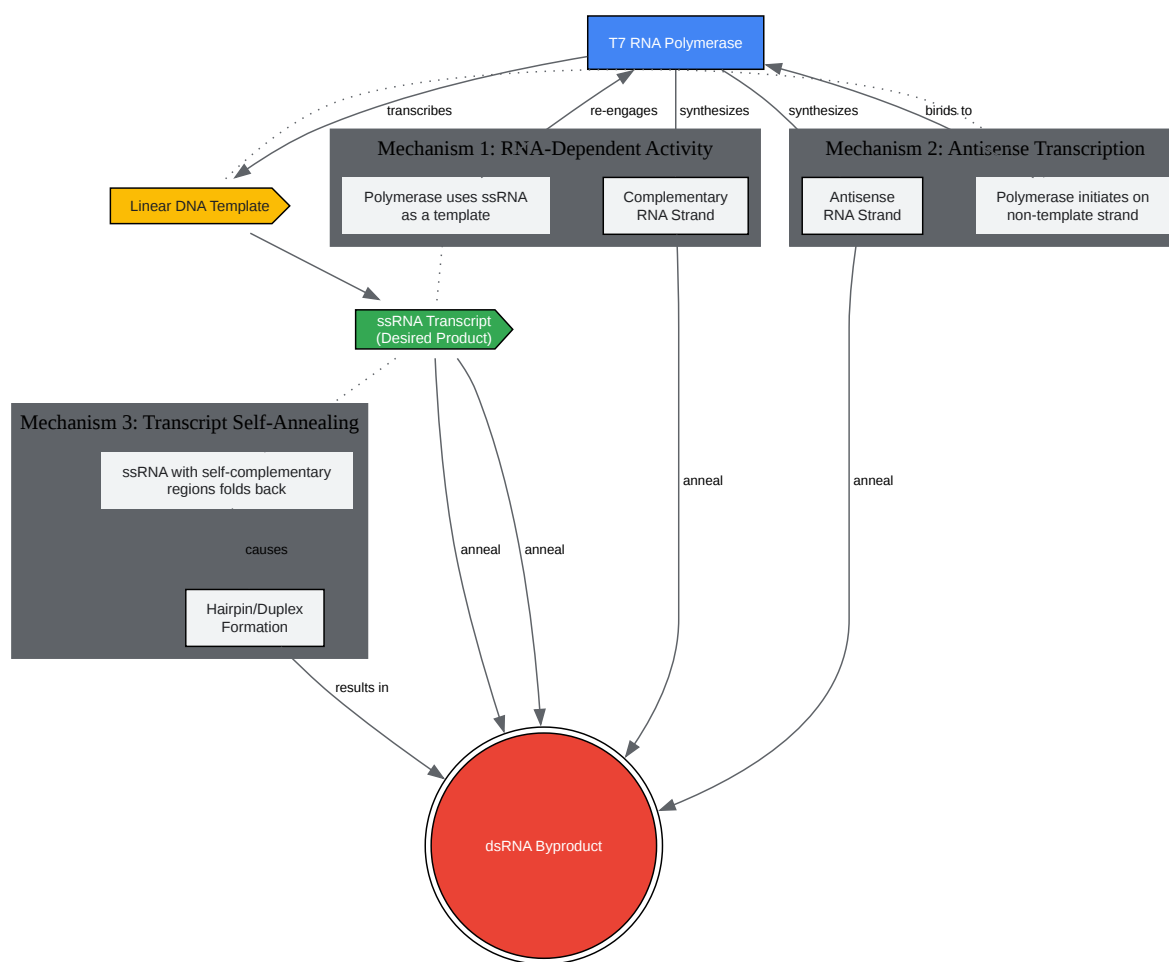 T7 RNA Polymerase
transcribes
re-engages
synthesizes
synthesizes
binds to
Mechanism 1: RNA-Dependent Activity
Mechanism 2: Antisense Transcription
Linear DNA Template
Polymerase uses ssRNA
as a template
Complementary
RNA Strand
Antisense
RNA Strand
Polymerase initiates on
non-template strand
ssRNA Transcript
(Desired Product)
Mechanism 3: Transcript Self-Annealing
ssRNA with self-complementary
regions folds back
anneal
anneal
causes
anneal
anneal
Hairpin/Duplex
Formation
results in
dsRNA Byproduct